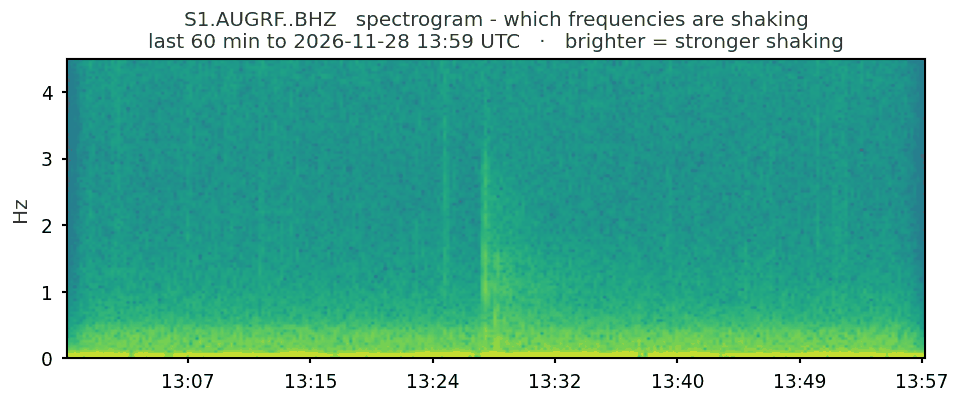 S1.AUGRF..BHZ   spectrogram - which frequencies are shaking
last 60 min to 2026-11-28 13:59 UTC   ·   brighter = stronger shaking
4
3
Hz
2
1
0
13:07 13:15 13:24 13:32 13:40 13:49 13:57